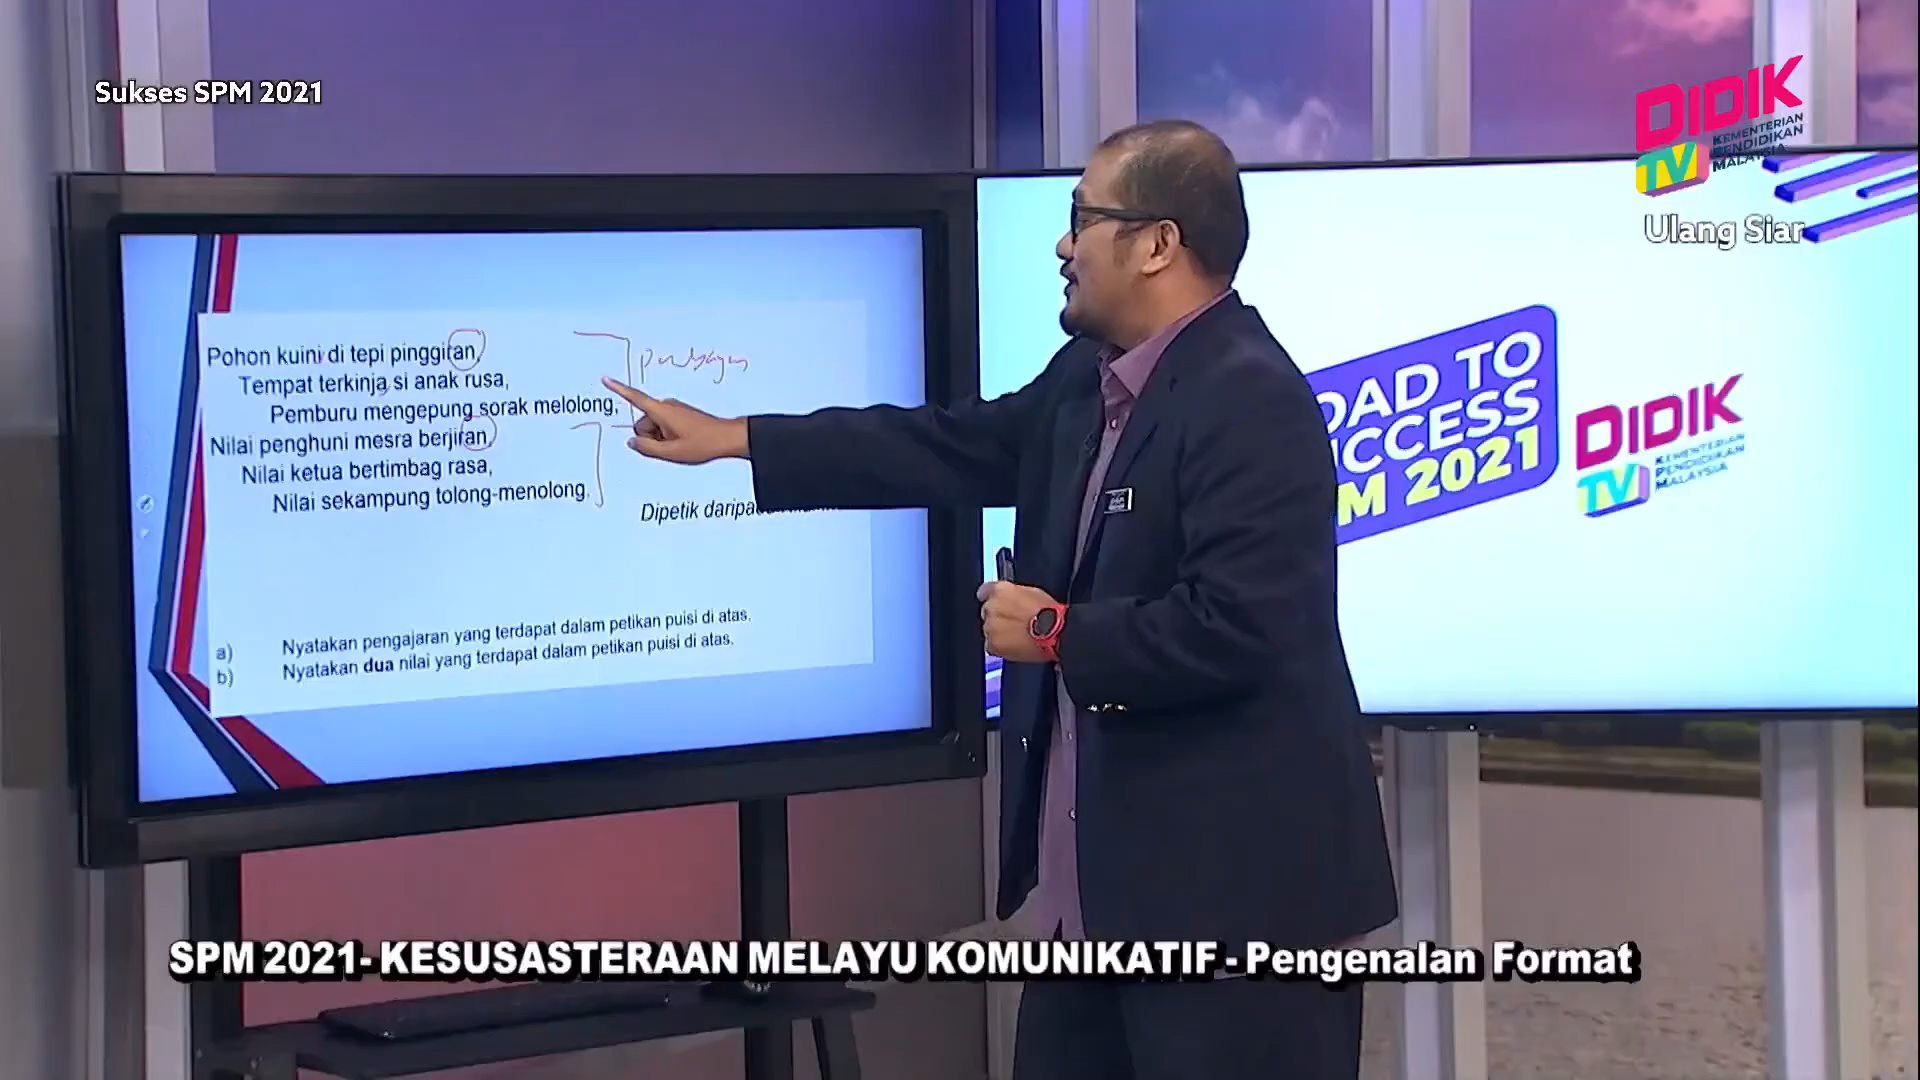 Sukses SPM 2021
DIDIK
TV
KEMENTERIAN
PENDIDIKAN
MALAYSIA
Ulang Siar
Pohon kuini di tepi pinggiran,
Tempat terkinja si anak rusa,
Pemburu mengepung sorak melolong,
Nilai penghuni mesra berjiran,
Nilai ketua bertimbag rasa,
Nilai sekampung tolong-menolong.
Dipetik
a) Nyatakan pengajaran yang terdapat dalam petikan puisi di atas.
b) Nyatakan dua nilai yang terdapat dalam petikan puisi di atas.
OAD TO
CCESS
M 2021
DIDIK
TV
KEMENTERIAN
PENDIDIKAN
MALAYSIA
SPM 2021- KESUSASTERAAN MELAYU KOMUNIKATIF - Pengenalan Format